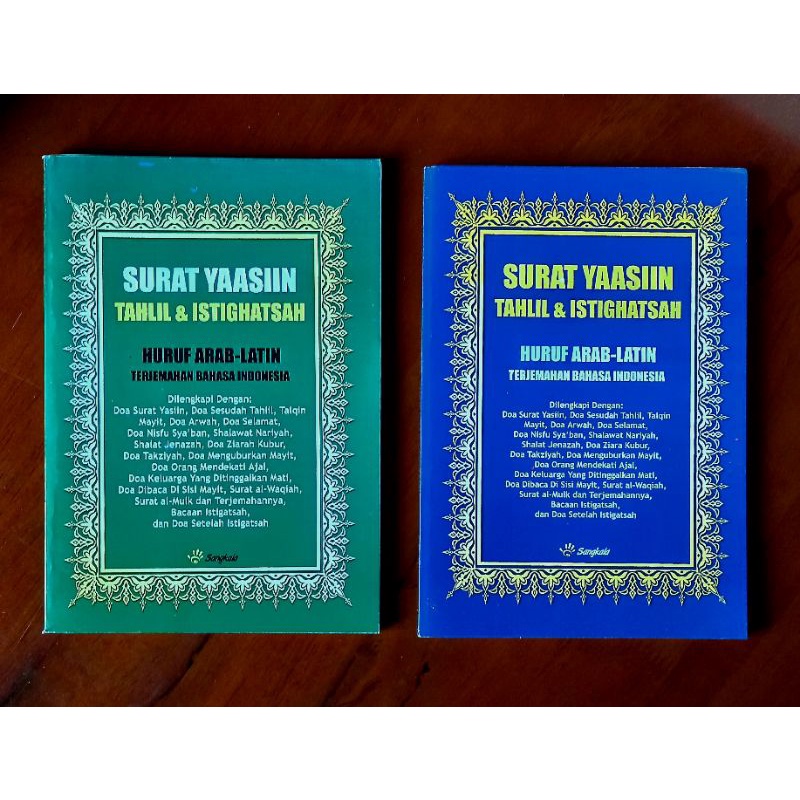 SURAT YAASIIN
TAHLIL & ISTIGHATSAH
HURUF ARAB-LATIN
TERJEMAHAN BAHASA INDONESIA
Dilengkapi Dengan:
Doa Surat Yasiin, Doa Sesudah Tahlil, Talqin
Mayit, Doa Arwah, Doa Selamat,
Doa Nisfu Sya'ban, Shalawat Nariyah,
Shalat Jenazah, Doa Ziarah Kubur,
Doa Takziyah, Doa Menguburkan Mayit,
Doa Orang Mendekati Ajal,
Doa Keluarga Yang Ditinggalkan Mati,
Doa Dibaca Di Sisi Mayit, Surat al-Waqiah,
Surat al-Mulk dan Terjemahannya,
Bacaan Istigatsah,
dan Doa Setelah Istigatsah
Sangkala
SURAT YAASIIN
TAHLIL & ISTIGHATSAH
HURUF ARAB-LATIN
TERJEMAHAN BAHASA INDONESIA
Dilengkapi Dengan:
Doa Surat Yasiin, Doa Sesudah Tahlil, Talqin
Mayit, Doa Arwah, Doa Selamat,
Doa Nisfu Sya'ban, Shalawat Nariyah,
Shalat Jenazah, Doa Ziara Kubur,
Doa Takziyah, Doa Menguburkan Mayit,
Doa Orang Mendekati Ajal,
Doa Keluarga Yang Ditinggalkan Mati,
Doa Dibaca Di Sisi Mayit, Surat al-Waqiah,
Surat al-Mulk dan Terjemahannya,
Bacaan Istigatsah,
dan Doa Setelah Istigatsah
Sangkala